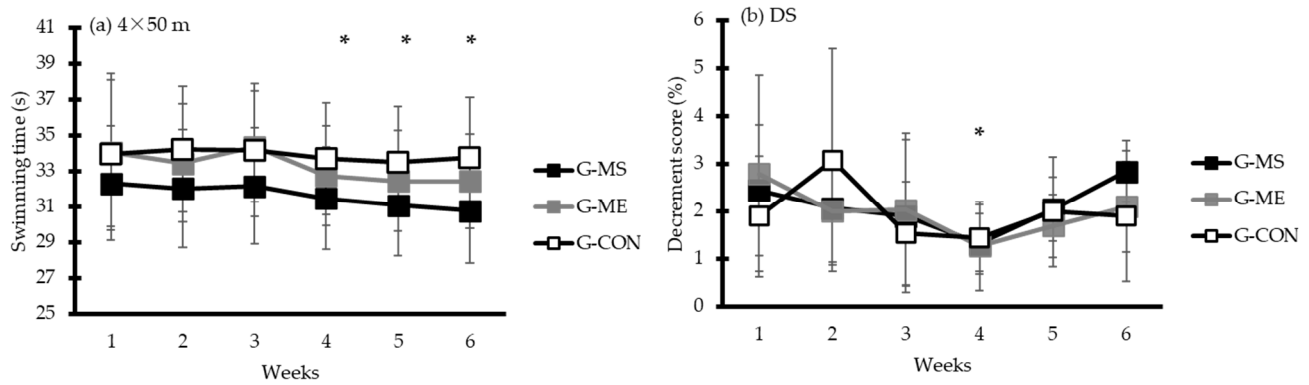 (a) 4×50 m
Swimming time (s)
41
39
37
35
33
31
29
27
25
* * *
1 2 3 4 5 6
Weeks
G-MS
G-ME
G-CON
(b) DS
Decrement score (%)
6
5
4
3
2
1
0
*
1 2 3 4 5 6
Weeks
G-MS
G-ME
G-CON